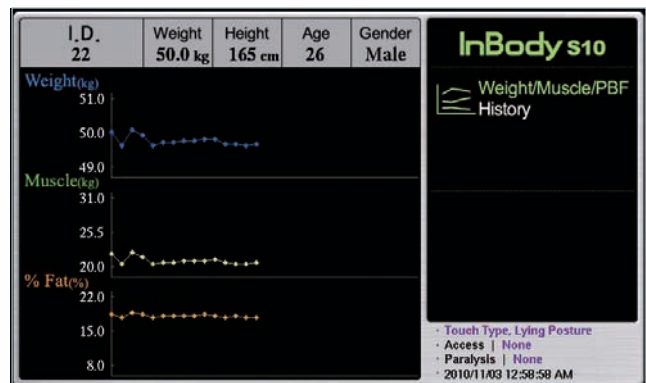 I.D.
22
Weight
50.0 kg
Height
165 cm
Age
26
Gender
Male
InBody S10
Weight/Muscle/PBF
History
Weight(kg)
51.0
50.0
49.0
Muscle(kg)
31.0
25.5
20.0
% Fat(%)
22.0
15.0
8.0
· Touch Type, Lying Posture
· Access | None
· Paralysis | None
· 2010/11/03 12:58:58 AM